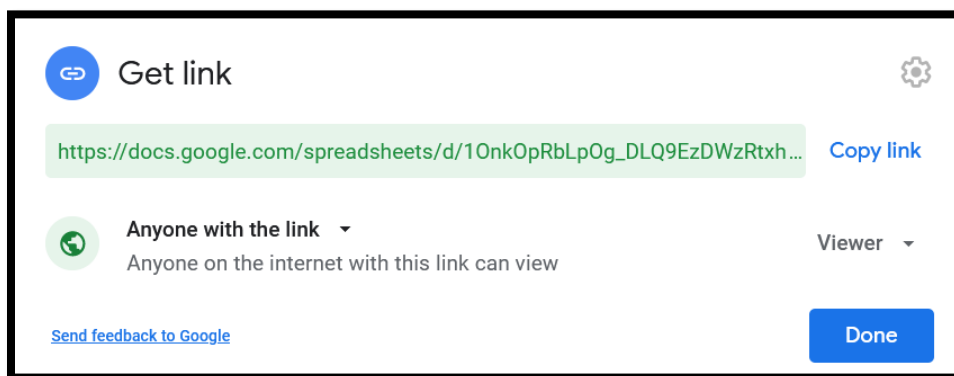 Get link
https://docs.google.com/spreadsheets/d/1OnkOpRbLpOg_DLQ9EzDWzRtxh...
Copy link
Anyone with the link
Anyone on the internet with this link can view
Viewer
Send feedback to Google
Done